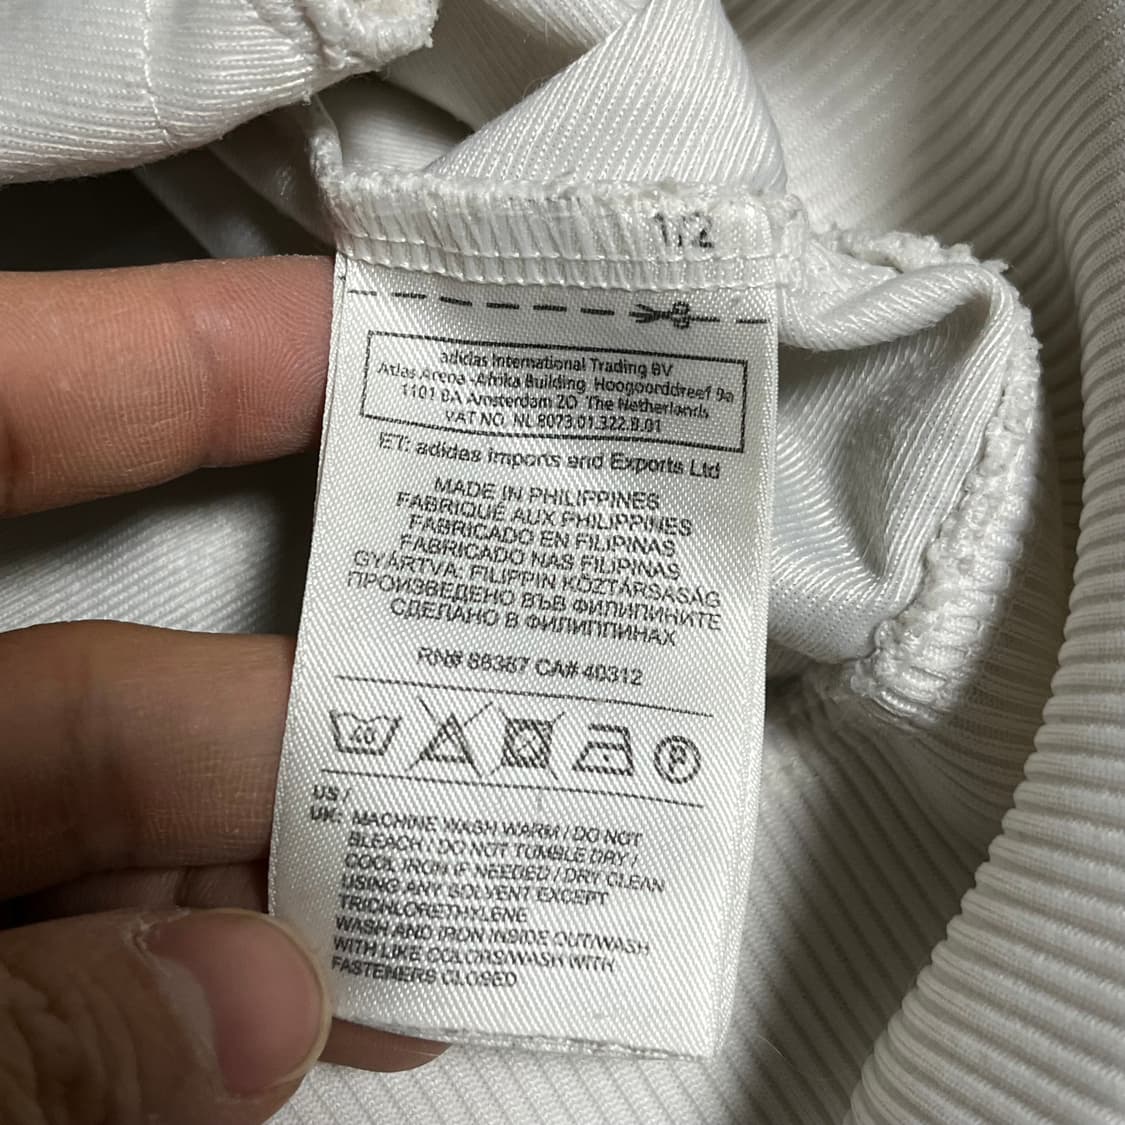 1/2
adidas International Trading BV
Atlas Arena -Afrika Building Hoogoorddreef 9a
1101 BA Amsterdam ZO The Netherlands
VAT NO. NL 8073.01.322.B.01
ET: adidas Imports and Exports Ltd
MADE IN PHILIPPINES
FABRIQUÉ AUX PHILIPPINES
FABRICADO EN FILIPINAS
FABRICADO NAS FILIPINAS
GYÁRTVA: FILIPPIN KÖZTÁRSASÁG
ПРОИЗВЕДЕНО ВЪВ ФИЛИПИНИТЕ
СДЕЛАНО В ФИЛИППИНАХ
RN# 88387 CA# 40312
40 P
US /
UK: MACHINE WASH WARM / DO NOT
BLEACH / DO NOT TUMBLE DRY /
COOL IRON IF NEEDED / DRY CLEAN
USING ANY SOLVENT EXCEPT
TRICHLORETHYLENE
WASH AND IRON INSIDE OUT/WASH
WITH LIKE COLORS/WASH WITH
FASTENERS CLOSED